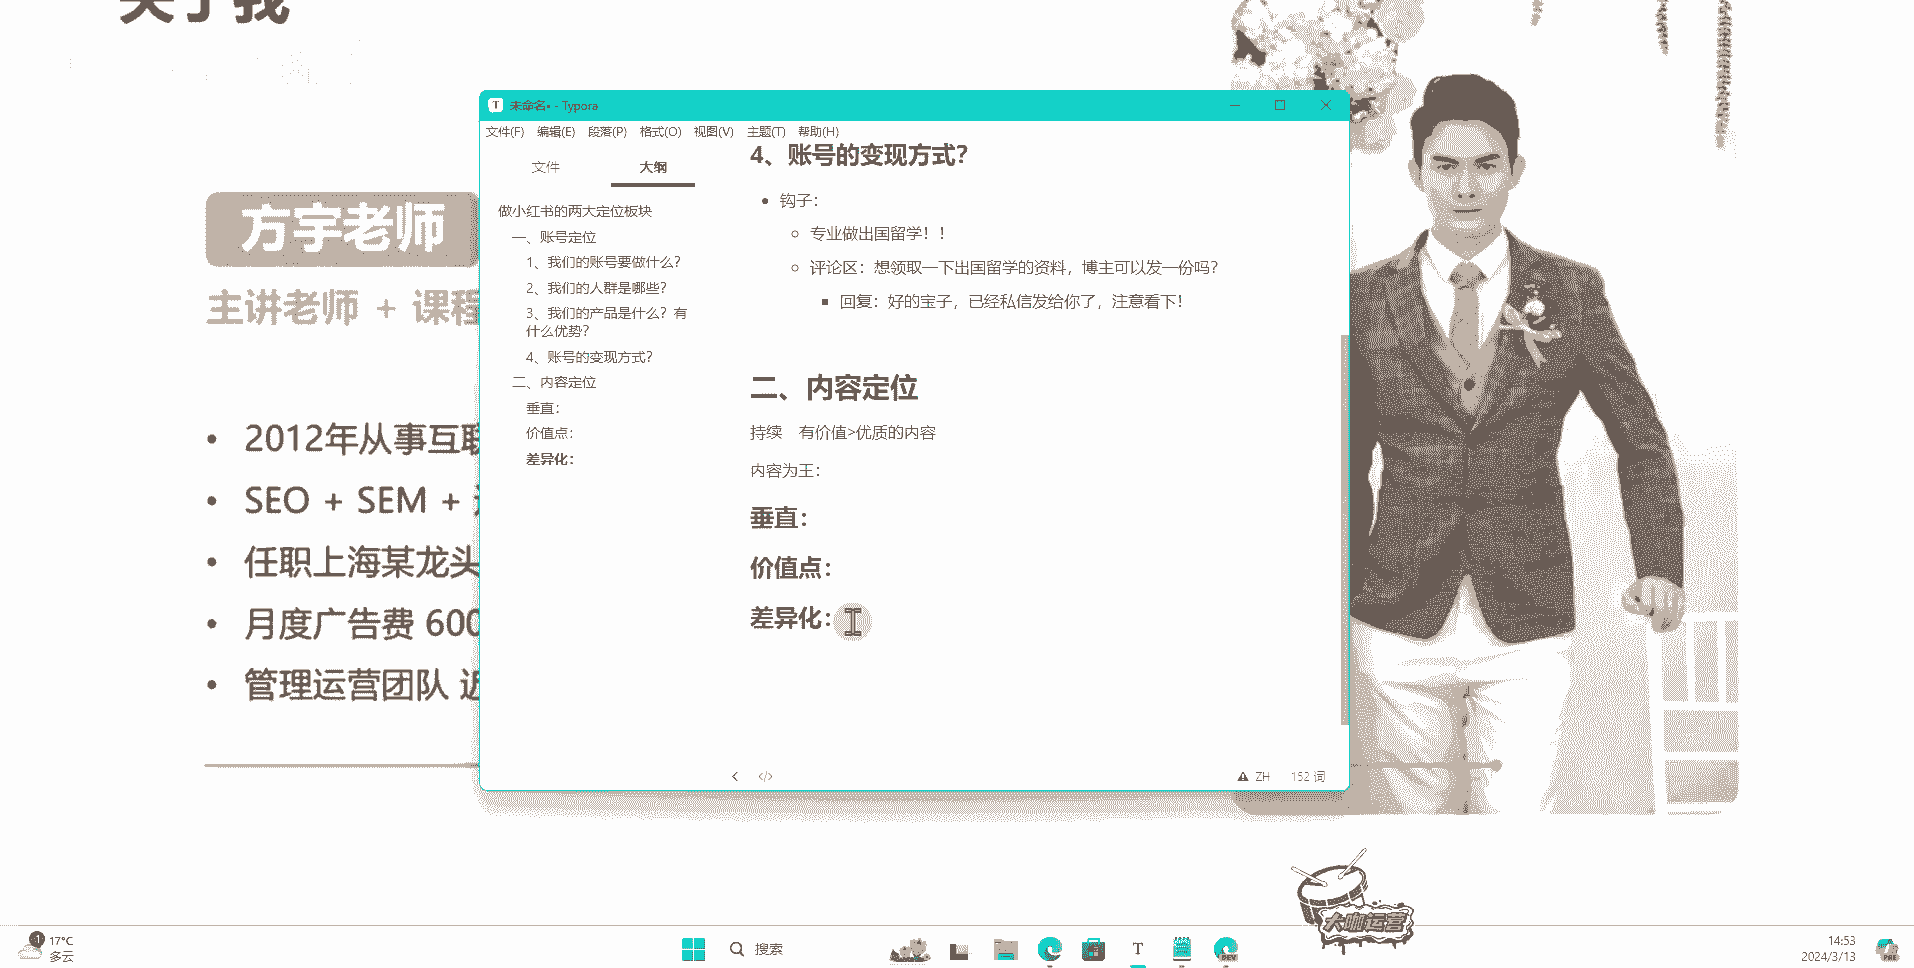 关于我
方宇老师
主讲老师 + 课程
2012年从事互联
SEO + SEM +
任职上海某龙头
月度广告费 600
管理运营团队 近
未命名• - Typora
文件(F) 编辑(E) 段落(P) 格式(O) 视图(V) 主题(T) 帮助(H)
文件 大纲
做小红书的两大定位板块
一、账号定位
1、我们的账号要做什么？
2、我们的人群是哪些？
3、我们的产品是什么？有
什么优势？
4、账号的变现方式？
二、内容定位
垂直：
价值点：
差异化：
4、账号的变现方式？
钩子：
专业做出国留学！！
评论区：想领取一下出国留学的资料，博主可以发一份吗？
回复：好的宝子，已经私信发给你了，注意看下！
二、内容定位
持续 有价值>优质的内容
内容为王：
垂直：
价值点：
差异化：
ZH 152 词
大咖运营
1
17°C
多云
搜索
T
DEV
14:53
2024/3/13
PRE